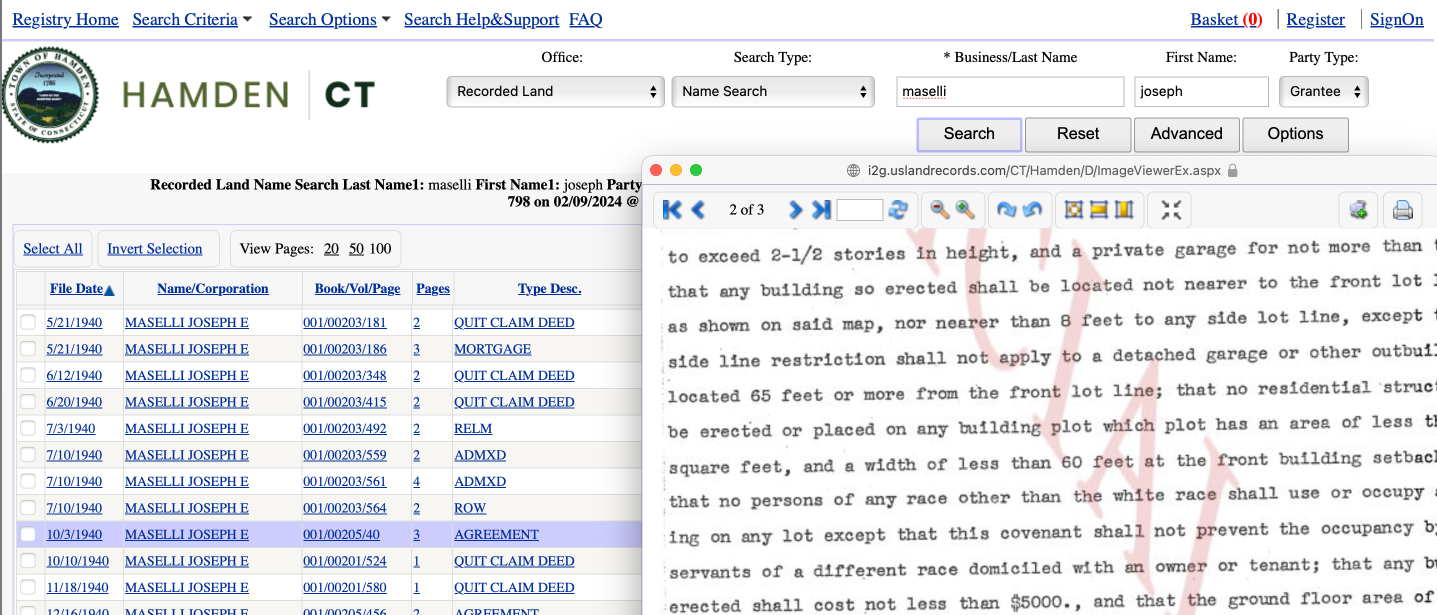 Registry Home Search Criteria Search Options Search Help&Support FAQ Basket (0) Register SignOn
TOWN OF HAMDEN
Incorporated
1786
STATE OF CONNECTICUT
HAMDEN CT
Office: Search Type: * Business/Last Name First Name: Party Type:
Recorded Land Name Search maselli joseph Grantee
Search Reset Advanced Options
Recorded Land Name Search Last Name1: maselli First Name1: joseph Party
798 on 02/09/2024 @
Select All Invert Selection View Pages: 20 50 100
File Date Name/Corporation Book/Vol/Page Pages Type Desc.
5/21/1940 MASELLI JOSEPH E 001/00203/181 2 QUIT CLAIM DEED
5/21/1940 MASELLI JOSEPH E 001/00203/186 3 MORTGAGE
6/12/1940 MASELLI JOSEPH E 001/00203/348 2 QUIT CLAIM DEED
6/20/1940 MASELLI JOSEPH E 001/00203/415 2 QUIT CLAIM DEED
7/3/1940 MASELLI JOSEPH E 001/00203/492 2 RELM
7/10/1940 MASELLI JOSEPH E 001/00203/559 2 ADMXD
7/10/1940 MASELLI JOSEPH E 001/00203/561 4 ADMXD
7/10/1940 MASELLI JOSEPH E 001/00203/564 2 ROW
10/3/1940 MASELLI JOSEPH E 001/00205/40 3 AGREEMENT
10/10/1940 MASELLI JOSEPH E 001/00201/524 1 QUIT CLAIM DEED
11/18/1940 MASELLI JOSEPH E 001/00201/580 1 QUIT CLAIM DEED
12/16/1940 MASELLI JOSEPH E 001/00205/456 2 AGREEMENT
i2g.uslandrecords.com/CT/Hamden/D/ImageViewerEx.aspx
2 of 3
to exceed 2-1/2 stories in height, and a private garage for not more than
that any building so erected shall be located not nearer to the front lot
as shown on said map, nor nearer than 8 feet to any side lot line, except
side line restriction shall not apply to a detached garage or other outbuil
located 65 feet or more from the front lot line; that no residential struct
be erected or placed on any building plot which plot has an area of less th
square feet, and a width of less than 60 feet at the front building setback
that no persons of any race other than the white race shall use or occupy
ing on any lot except that this covenant shall not prevent the occupancy by
servants of a different race domiciled with an owner or tenant; that any bu
erected shall cost not less than $5000., and that the ground floor area of